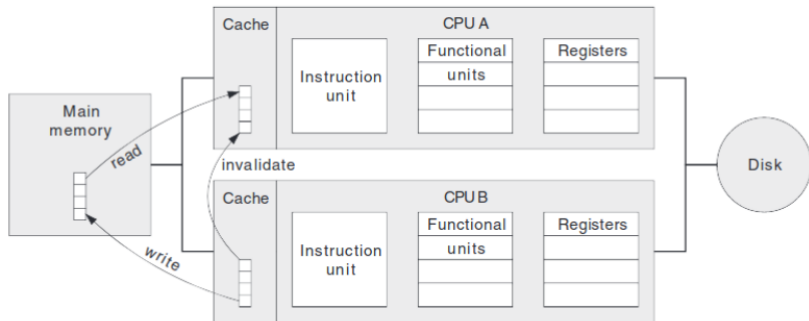 Cache
CPU A
Instruction
unit
Functional
units
Registers
Main
memory
read
invalidate
write
Disk
Cache
CPU B
Instruction
unit
Functional
units
Registers